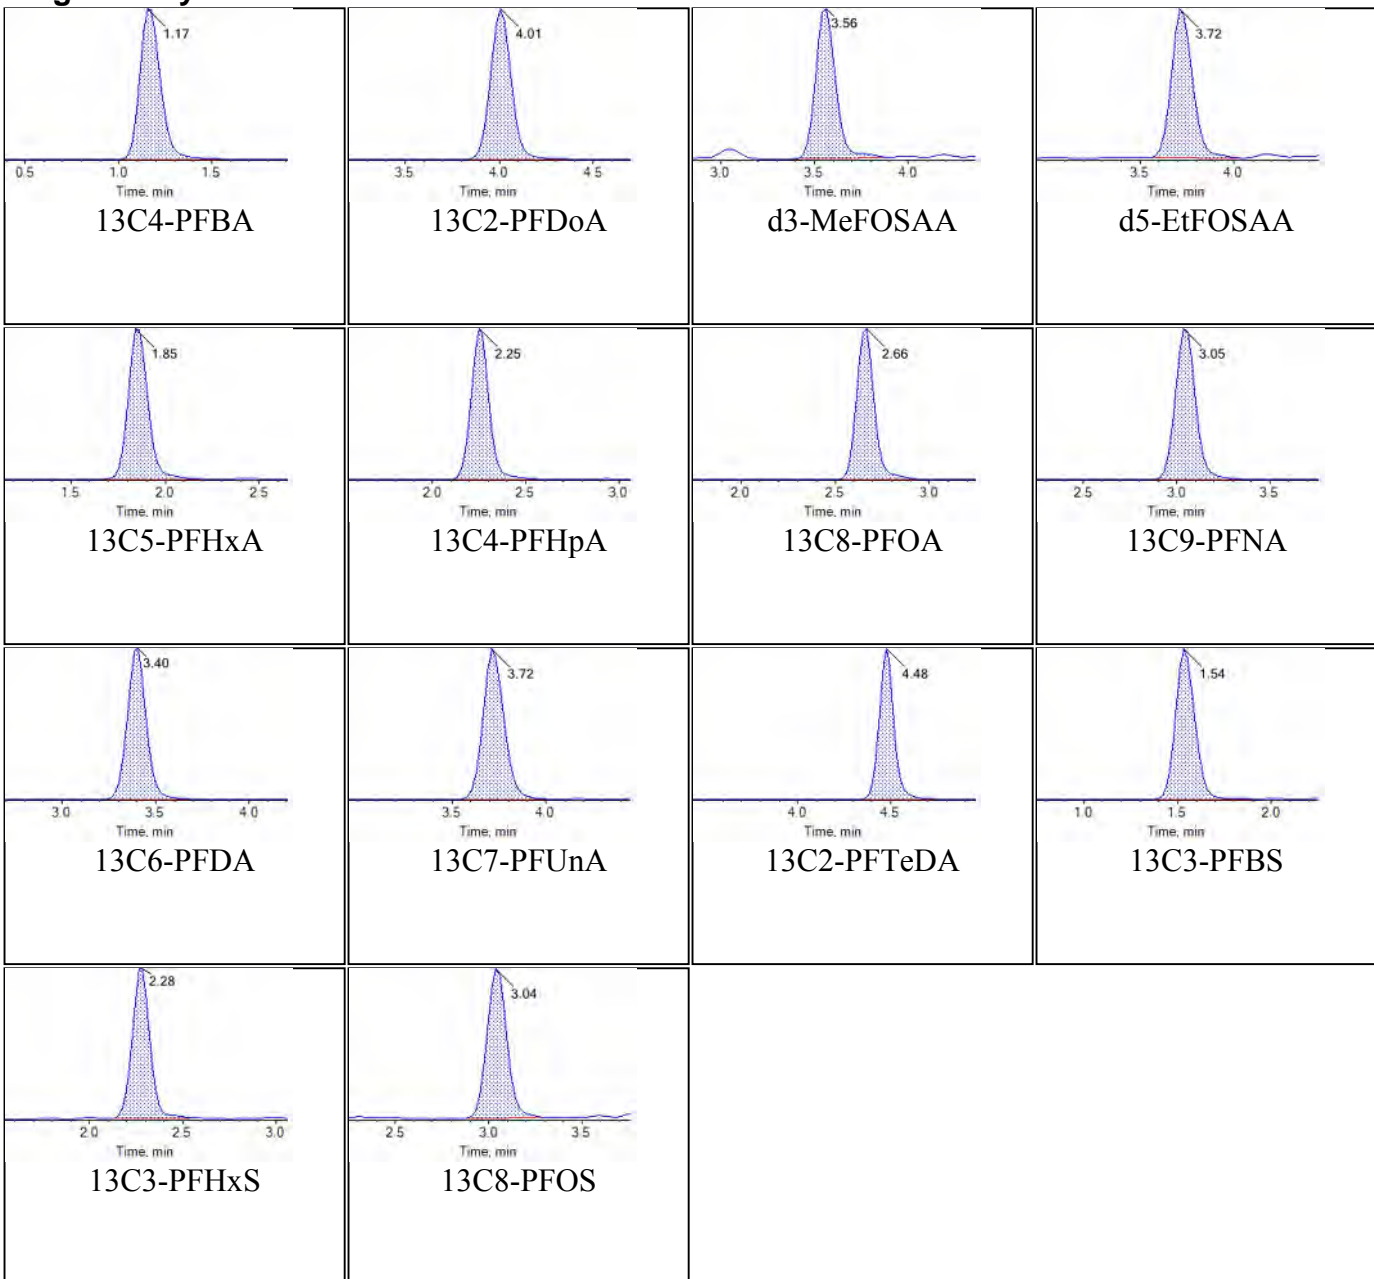 1.17
0.5 1.0 1.5
Time, min
13C4-PFBA
4.01
3.5 4.0 4.5
Time, min
13C2-PFDoA
3.56
3.0 3.5 4.0
Time, min
d3-MeFOSAA
3.72
3.5 4.0
Time, min
d5-EtFOSAA
1.85
1.5 2.0 2.5
Time, min
13C5-PFHxA
2.25
2.0 2.5 3.0
Time, min
13C4-PFHpA
2.66
2.0 2.5 3.0
Time, min
13C8-PFOA
3.05
2.5 3.0 3.5
Time, min
13C9-PFNA
3.40
3.0 3.5 4.0
Time, min
13C6-PFDA
3.72
3.5 4.0
Time, min
13C7-PFUnA
4.48
4.0 4.5
Time, min
13C2-PFTeDA
1.54
1.0 1.5 2.0
Time, min
13C3-PFBS
2.28
2.0 2.5 3.0
Time, min
13C3-PFHxS
3.04
2.5 3.0 3.5
Time, min
13C8-PFOS